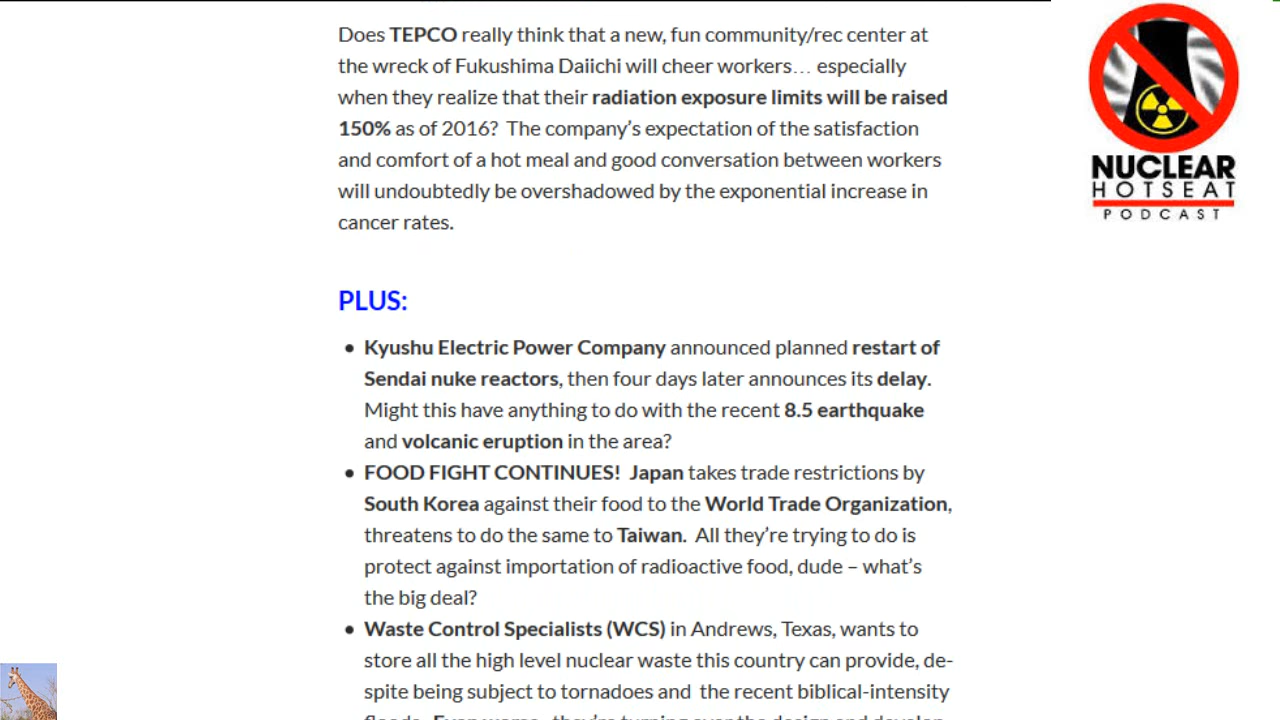 Does TEPCO really think that a new, fun community/rec center at
the wreck of Fukushima Daiichi will cheer workers… especially
when they realize that their radiation exposure limits will be raised
150% as of 2016?  The company's expectation of the satisfaction
and comfort of a hot meal and good conversation between workers
will undoubtedly be overshadowed by the exponential increase in
cancer rates.
PLUS:
• Kyushu Electric Power Company announced planned restart of
Sendai nuke reactors, then four days later announces its delay.
Might this have anything to do with the recent 8.5 earthquake
and volcanic eruption in the area?
• FOOD FIGHT CONTINUES!  Japan takes trade restrictions by
South Korea against their food to the World Trade Organization,
threatens to do the same to Taiwan.  All they're trying to do is
protect against importation of radioactive food, dude – what's
the big deal?
• Waste Control Specialists (WCS) in Andrews, Texas, wants to
store all the high level nuclear waste this country can provide, de-
spite being subject to tornadoes and  the recent biblical-intensity
NUCLEAR
HOTSEAT
PODCAST